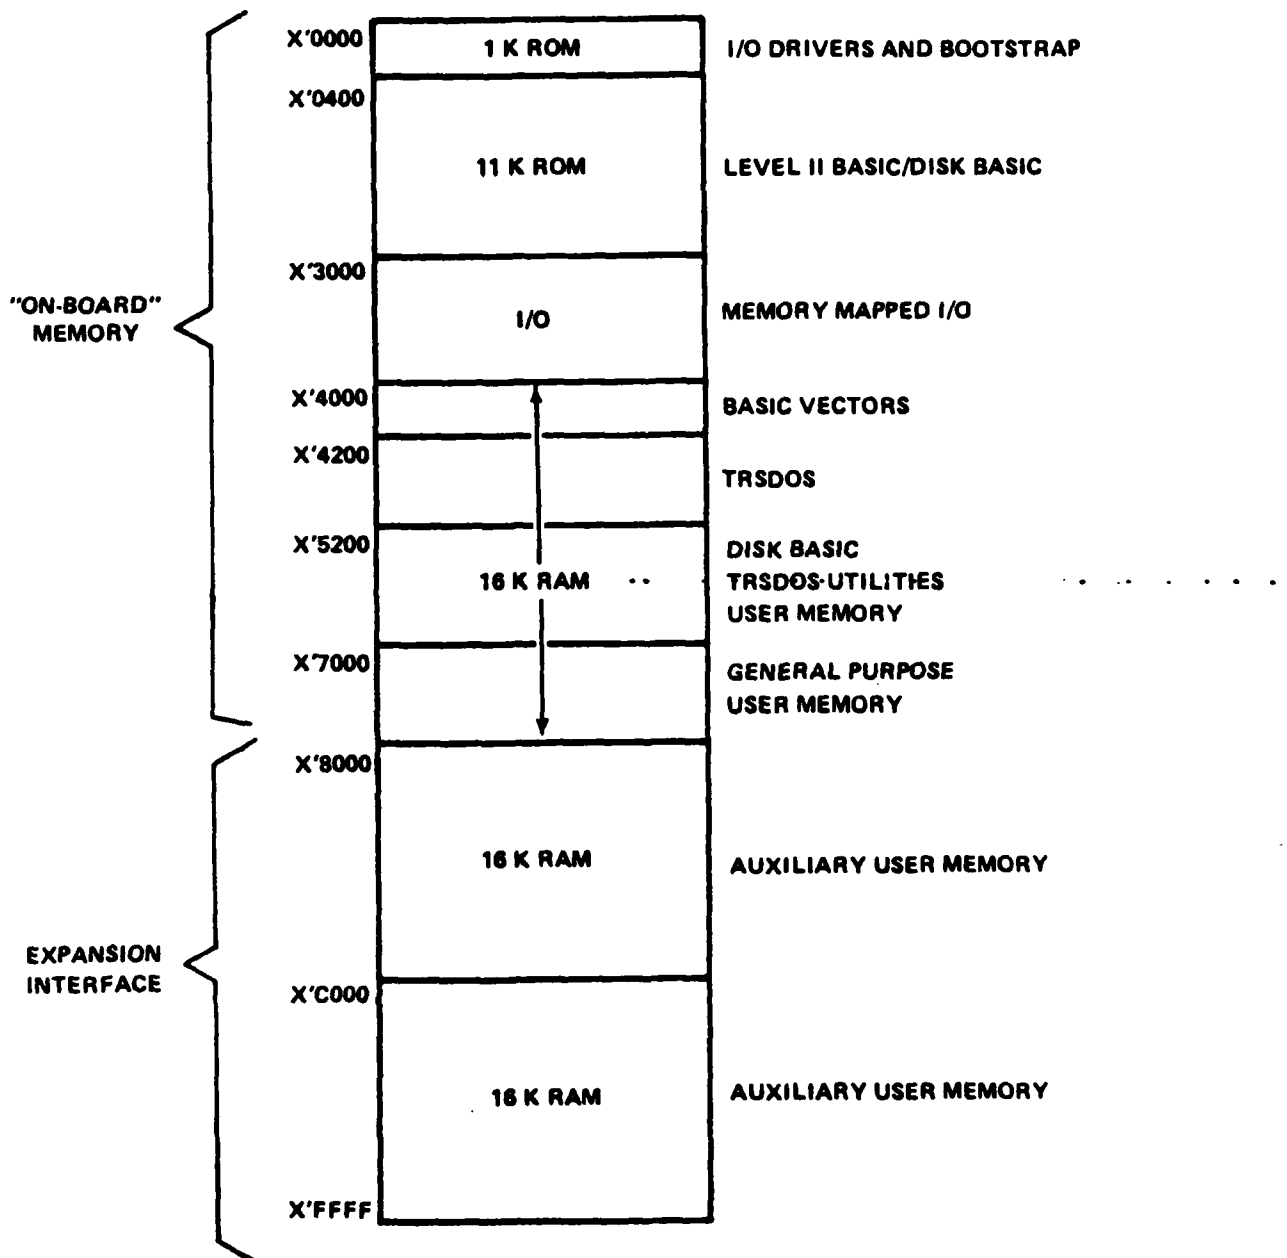 X'0000
1 K ROM
I/O DRIVERS AND BOOTSTRAP
X'0400
11 K ROM
LEVEL II BASIC/DISK BASIC
X'3000
"ON-BOARD"
MEMORY
I/O
MEMORY MAPPED I/O
X'4000
BASIC VECTORS
X'4200
TRSDOS
X'5200
16 K RAM
DISK BASIC
TRSDOS UTILITIES
USER MEMORY
X'7000
GENERAL PURPOSE
USER MEMORY
X'8000
16 K RAM
AUXILIARY USER MEMORY
EXPANSION
INTERFACE
X'C000
16 K RAM
AUXILIARY USER MEMORY
X'FFFF